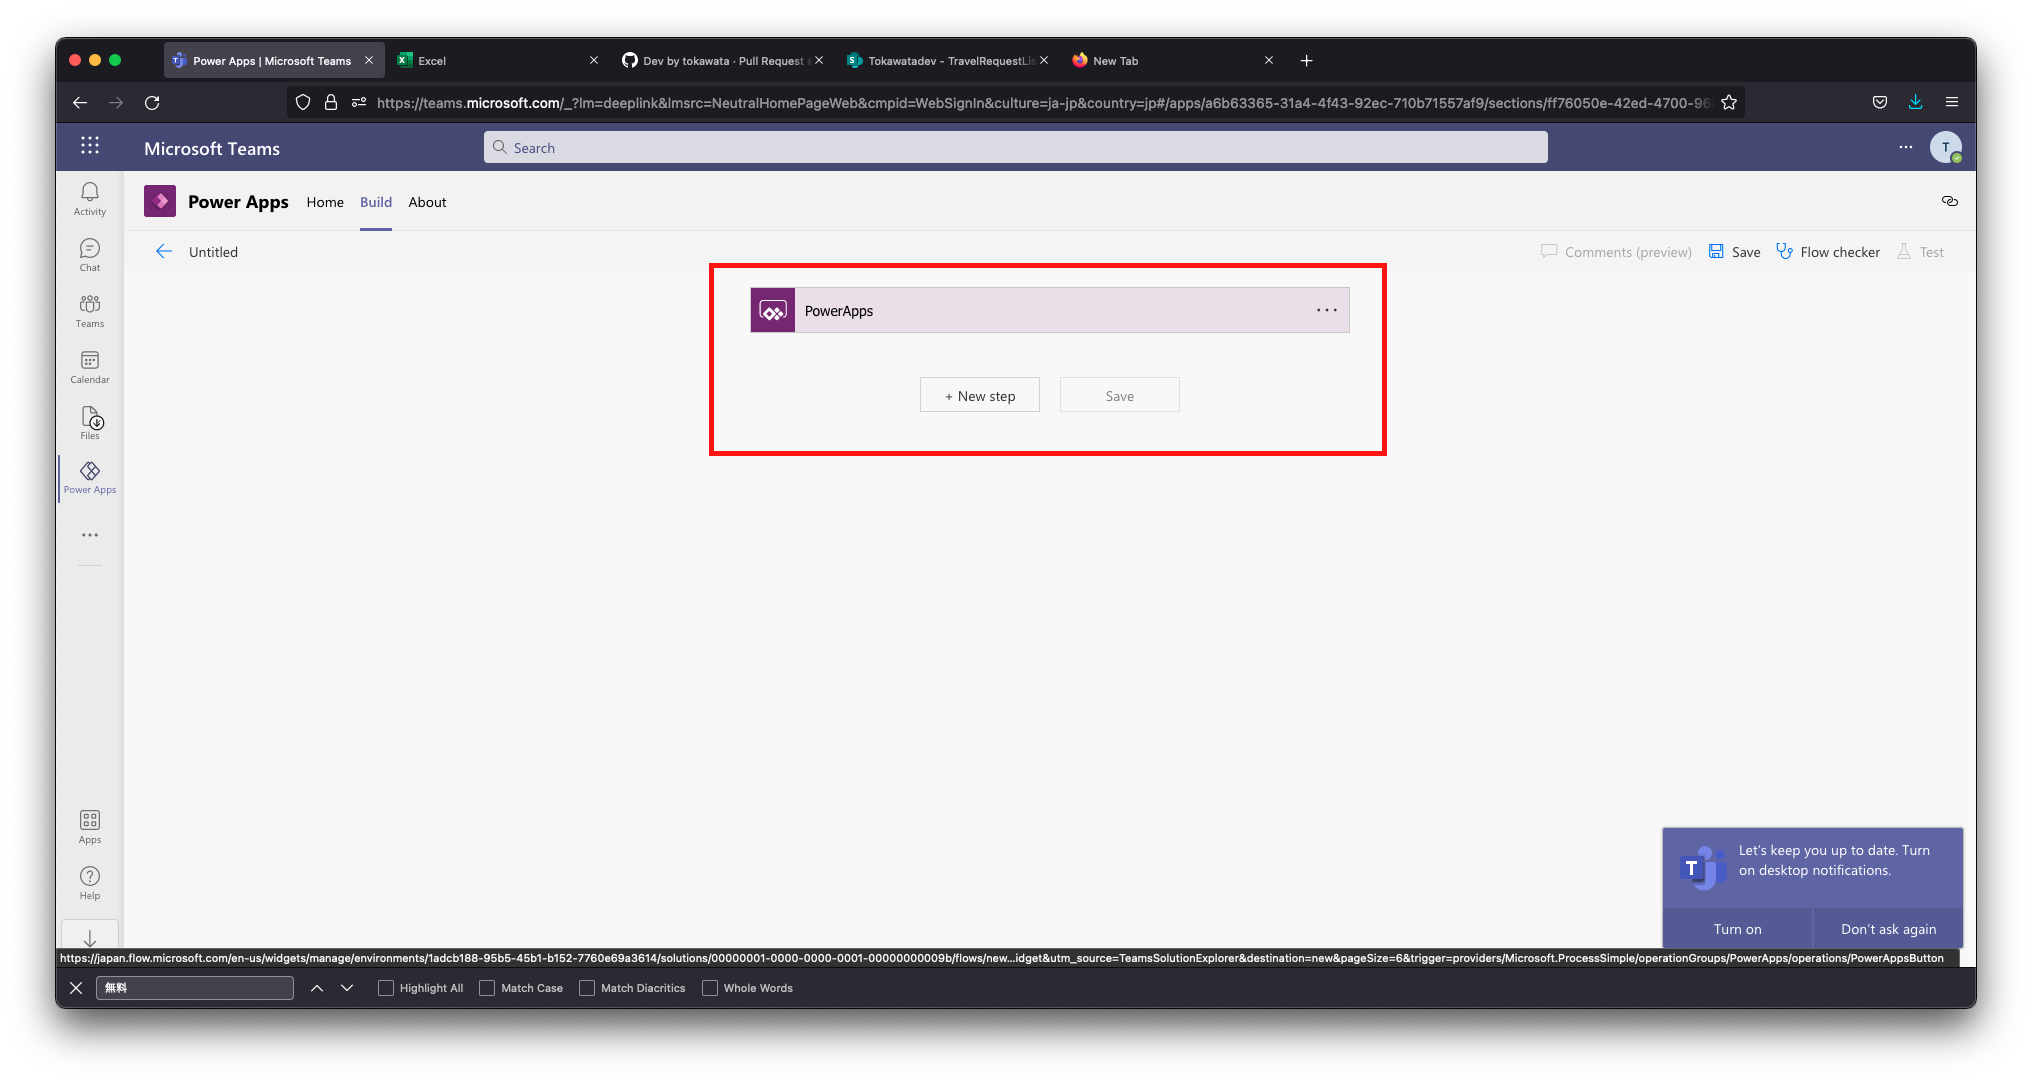 Power Apps | Microsoft Teams
Excel
Dev by tokawata · Pull Request
Tokawatadev - TravelRequestLis
New Tab
https://teams.microsoft.com/_?lm=deeplink&lmsrc=NeutralHomePageWeb&cmpid=WebSignIn&culture=ja-jp&country=jp#/apps/a6b63365-31a4-4f43-92ec-710b71557af9/sections/ff76050e-42ed-4700-96
Microsoft Teams
Search
T
Activity
Chat
Teams
Calendar
Files
Power Apps
Apps
Help
Power Apps
Home
Build
About
Untitled
Comments (preview)
Save
Flow checker
Test
PowerApps
+ New step
Save
T
Let's keep you up to date. Turn
on desktop notifications.
Turn on
Don't ask again
https://japan.flow.microsoft.com/en-us/widgets/manage/environments/1adcb188-95b5-45b1-b152-7760e69a3614/solutions/00000001-0000-0000-0001-00000000009b/flows/new...idget&utm_source=TeamsSolutionExplorer&destination=new&pageSize=6&trigger=providers/Microsoft.ProcessSimple/operationGroups/PowerApps/operations/PowerAppsButton
無料
Highlight All
Match Case
Match Diacritics
Whole Words